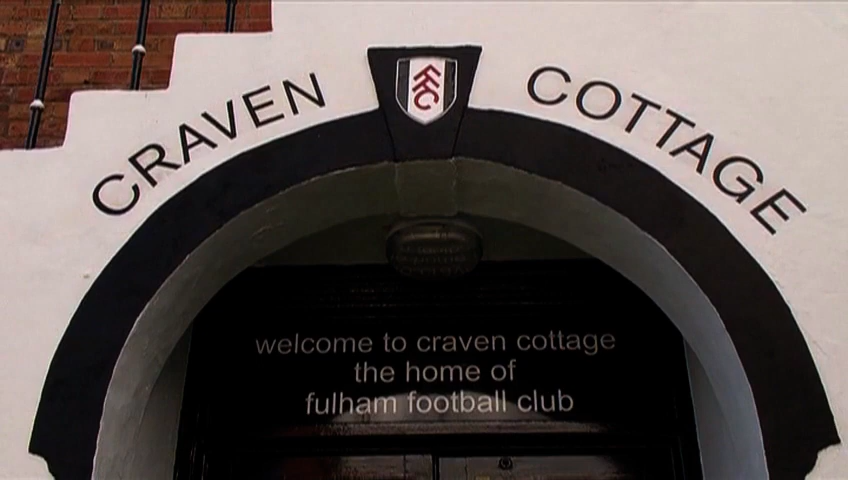 CRAVEN COTTAGE
FFC
welcome to craven cottage
the home of
fulham football club